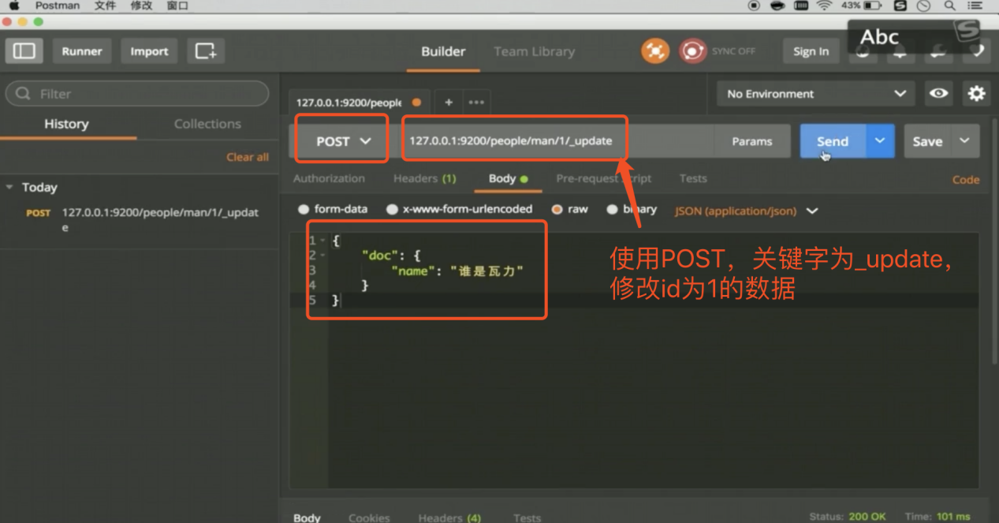 Postman 文件 修改 窗口 43%
Abc
Runner Import Builder Team Library SYNC OFF Sign In
Filter
127.0.0.1:9200/people + ••• No Environment
History Collections
POST 127.0.0.1:9200/people/man/1/_update Params Send Save
Clear all
Authorization Headers (1) Body Pre-request Script Tests Code
Today
POST 127.0.0.1:9200/people/man/1/_updat
e
form-data x-www-form-urlencoded raw binary JSON (application/json)
1 {
2 "doc": {
3 "name": "谁是瓦力"
4 }
5 }
使用POST，关键字为_update，
修改id为1的数据
Body Cookies Headers (4) Tests Status: 200 OK Time: 101 ms